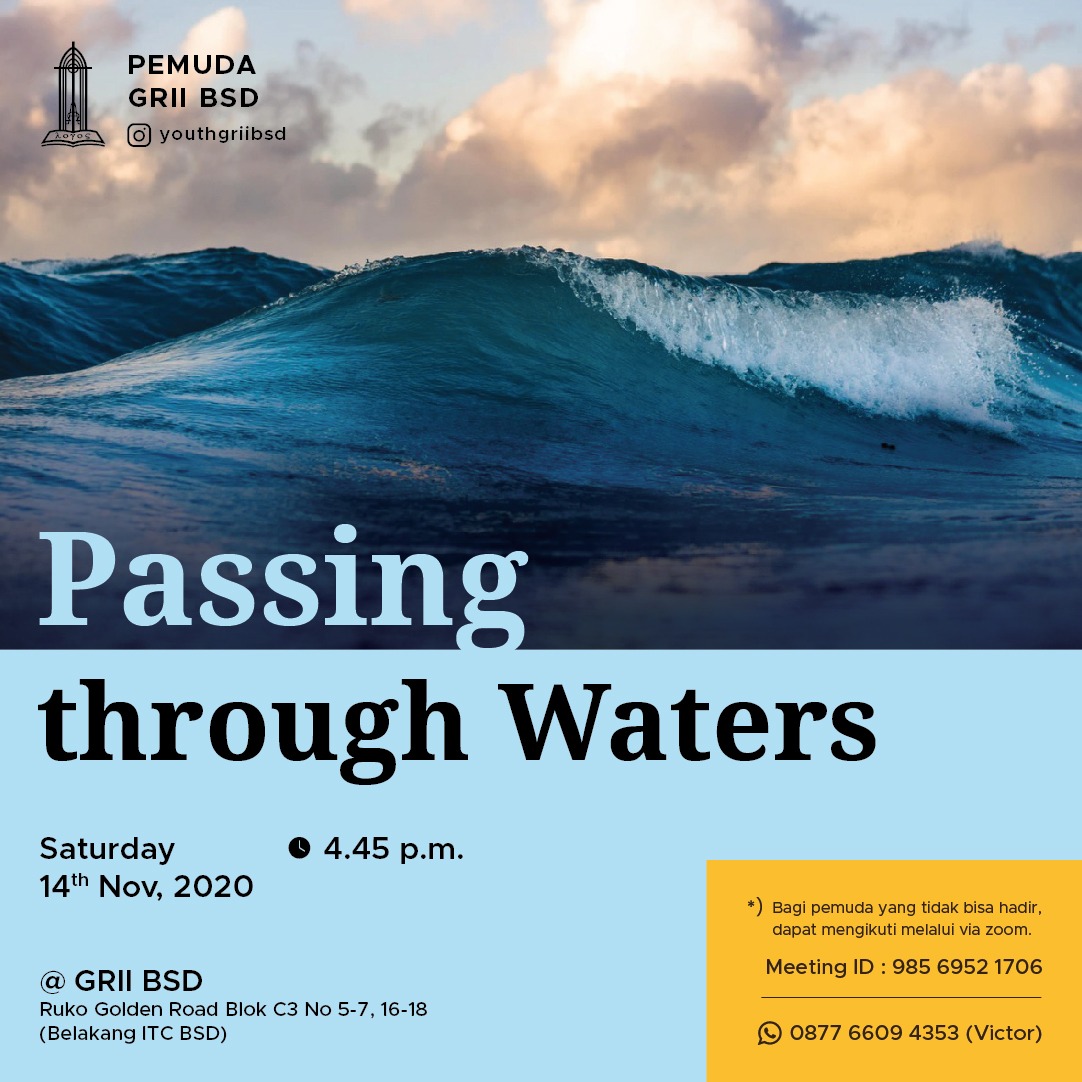 PEMUDA
GRII BSD
youthgriibsd
λογος
Passing
through Waters
Saturday
14th Nov, 2020
4.45 p.m.
@ GRII BSD
Ruko Golden Road Blok C3 No 5-7, 16-18
(Belakang ITC BSD)
*) Bagi pemuda yang tidak bisa hadir,
dapat mengikuti melalui via zoom.
Meeting ID : 985 6952 1706
0877 6609 4353 (Victor)